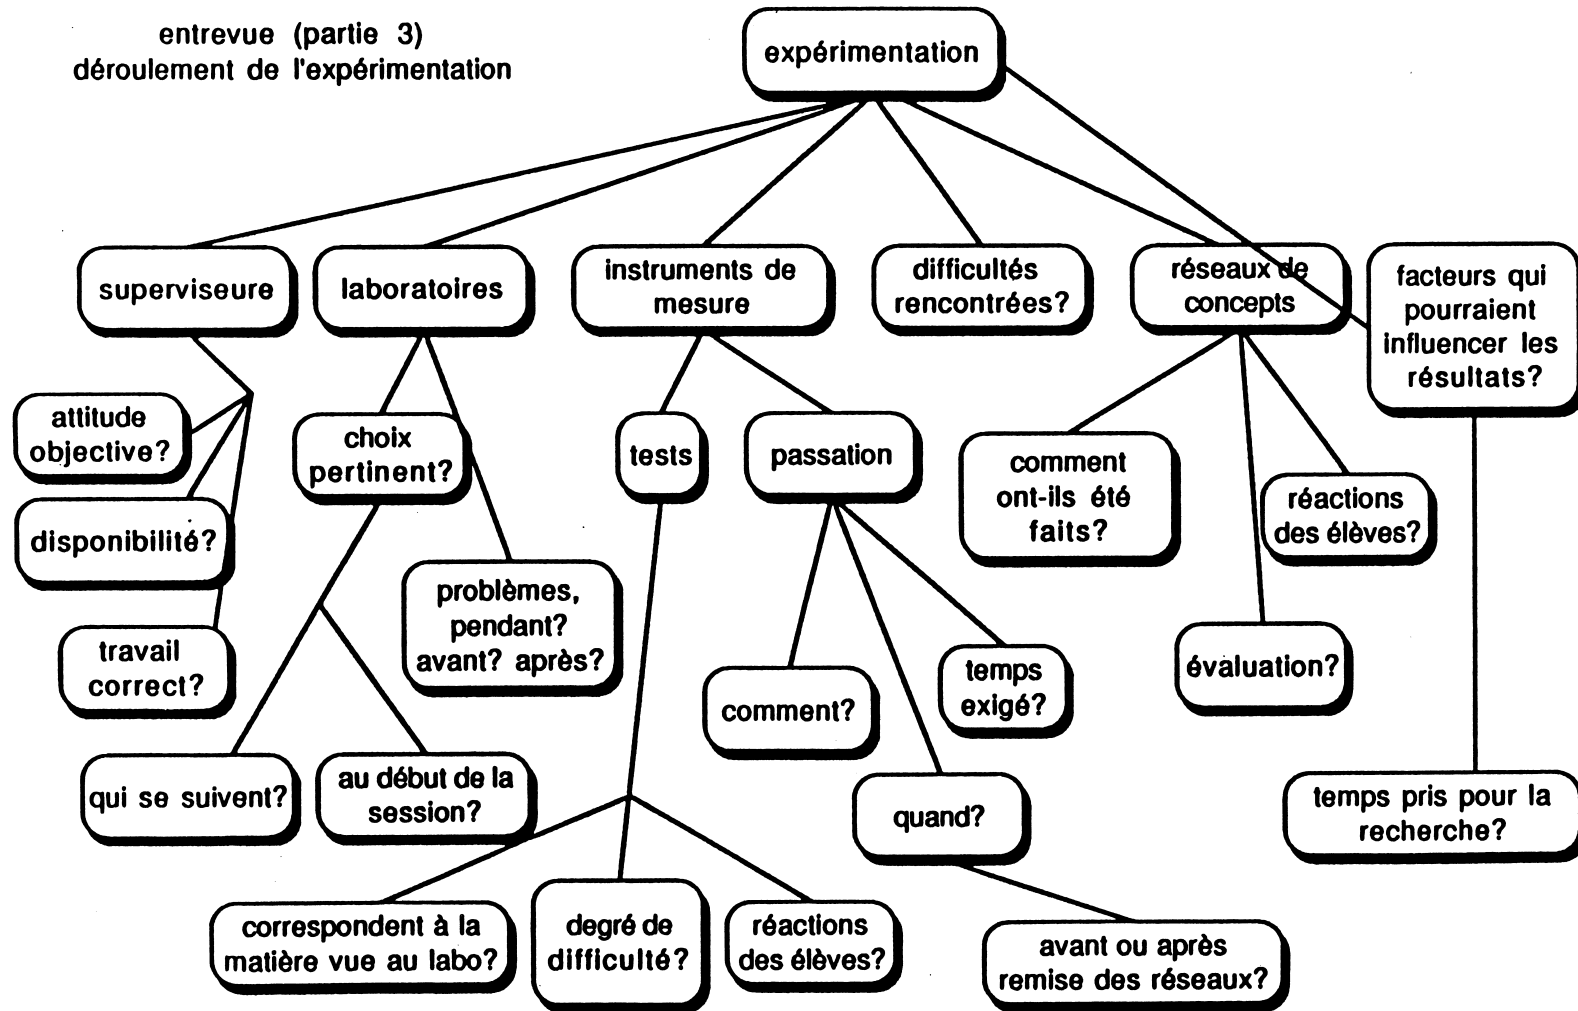 entrevue (partie 3)
déroulement de l'expérimentation
expérimentation
superviseure
laboratoires
instruments de
mesure
difficultés
rencontrées?
réseaux de
concepts
facteurs qui
pourraient
influencer les
résultats?
attitude
objective?
choix
pertinent?
tests
passation
comment
ont-ils été
faits?
réactions
des élèves?
disponibilité?
problèmes,
pendant?
avant? après?
travail
correct?
comment?
temps
exigé?
évaluation?
qui se suivent?
au début de la
session?
quand?
temps pris pour la
recherche?
correspondent à la
matière vue au labo?
degré de
difficulté?
réactions
des élèves?
avant ou après
remise des réseaux?